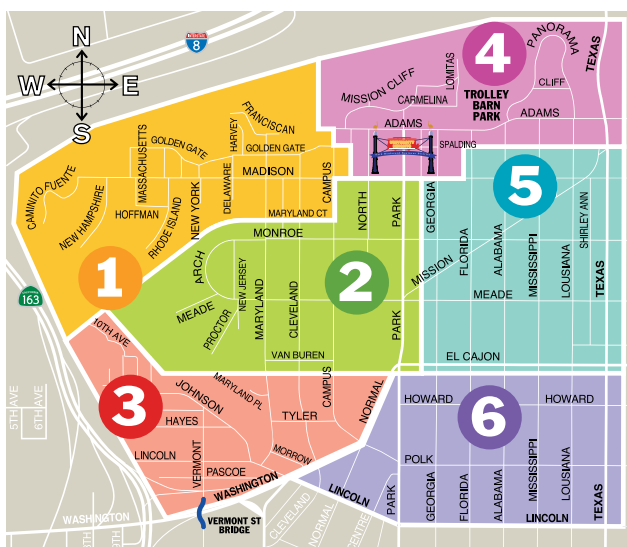 N
W E
S
INTERSTATE
8
4
PANORAMA
TEXAS
LOMITAS
MISSION CLIFF
CARMELINA
CLIFF
TROLLEY
BARN
PARK
ADAMS
ADAMS
SPALDING
FRANCISCAN
HARVEY
MASSACHUSETTS
GOLDEN GATE
GOLDEN GATE
MADISON
CAMPUS
CAMINITO FUENTE
NEW HAMPSHIRE
HOFFMAN
RHODE ISLAND
NEW YORK
DELAWARE
MARYLAND CT
NORTH
PARK
GEORGIA
5
SHIRLEY ANN
MONROE
FLORIDA
ALABAMA
MISSISSIPPI
LOUISIANA
TEXAS
1
ARCH
2
MISSION
163
MEADE
PROCTOR
NEW JERSEY
MARYLAND
CLEVELAND
MEADE
PARK
10TH AVE
VAN BUREN
EL CAJON
5TH AVE
6TH AVE
3
JOHNSON
MARYLAND PL
CAMPUS
NORMAL
HOWARD
HOWARD
6
HAYES
TYLER
LINCOLN
VERMONT
PASCOE
MORROW
POLK
WASHINGTON
LINCOLN
PARK
GEORGIA
FLORIDA
ALABAMA
MISSISSIPPI
LOUISIANA
TEXAS
LINCOLN
WASHINGTON
VERMONT ST
BRIDGE
CLEVELAND
NORMAL
CENTRE